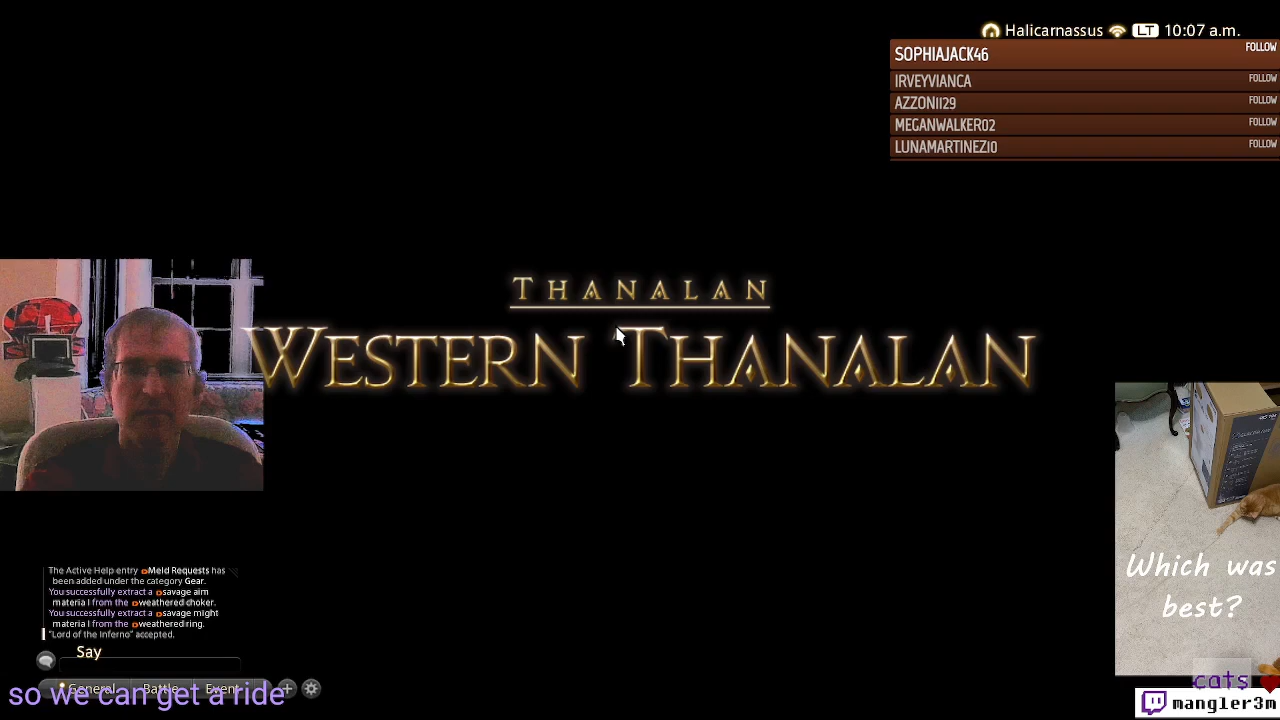 Halicarnassus LT 10:07 a.m.
SOPHIAJACK46 FOLLOW
IRVEYVIANCA FOLLOW
AZZON1129 FOLLOW
MEGANWALKER02 FOLLOW
LUNAMARTINEZ10 FOLLOW
THANALAN
WESTERN THANALAN
The Active Help entry Meld Requests has
been added under the category Gear.
You successfully extract a savage aim
materia I from the weathered choker.
You successfully extract a savage might
materia I from the weathered ring.
"Lord of the Inferno" accepted.
Say
General Battle Event
so we can get a ride
Which was
best?
cats
mangler3m